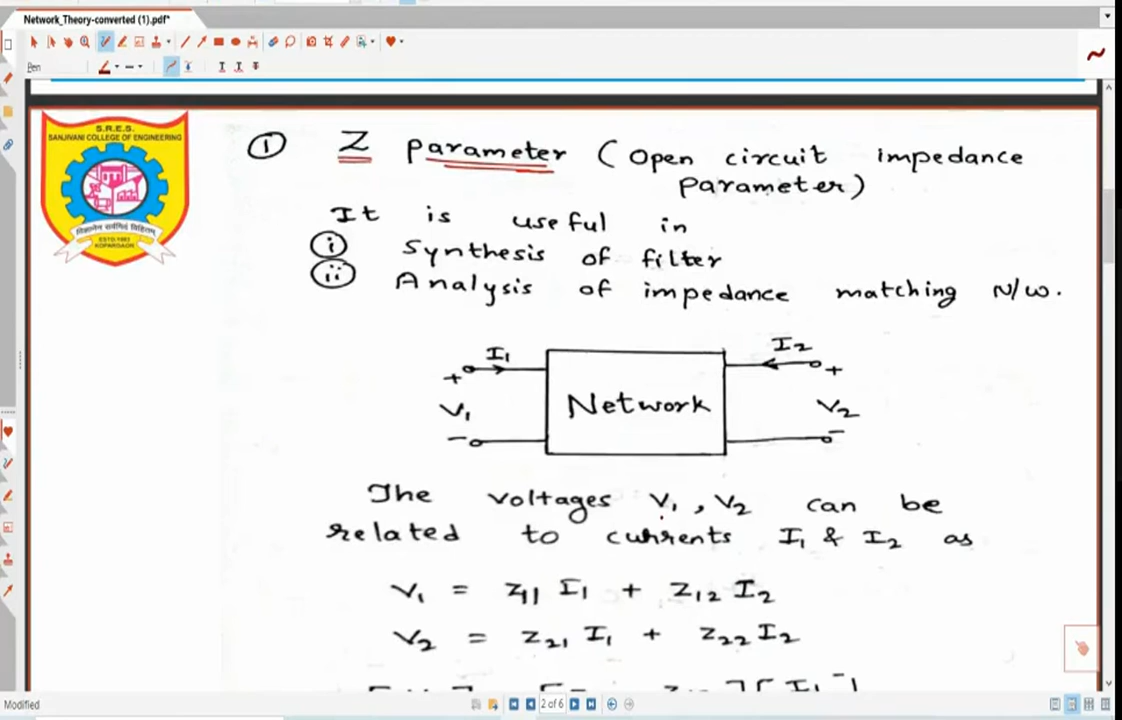 Network_Theory-converted (1).pdf*
Pen
S.R.E.S.
SANJIVANI COLLEGE OF ENGINEERING
ESTD.1983
KOPARGAON
① Z Parameter (Open circuit impedance
Parameter)
It is useful in
(i) Synthesis of filter
(ii) Analysis of impedance matching N/W.
I1 I2
+ +
V1 Network V2
- -
The voltages V1, V2 can be
related to currents I1 & I2 as
V1 = Z11 I1 + Z12 I2
V2 = Z21 I1 + Z22 I2
Modified
2 of 6